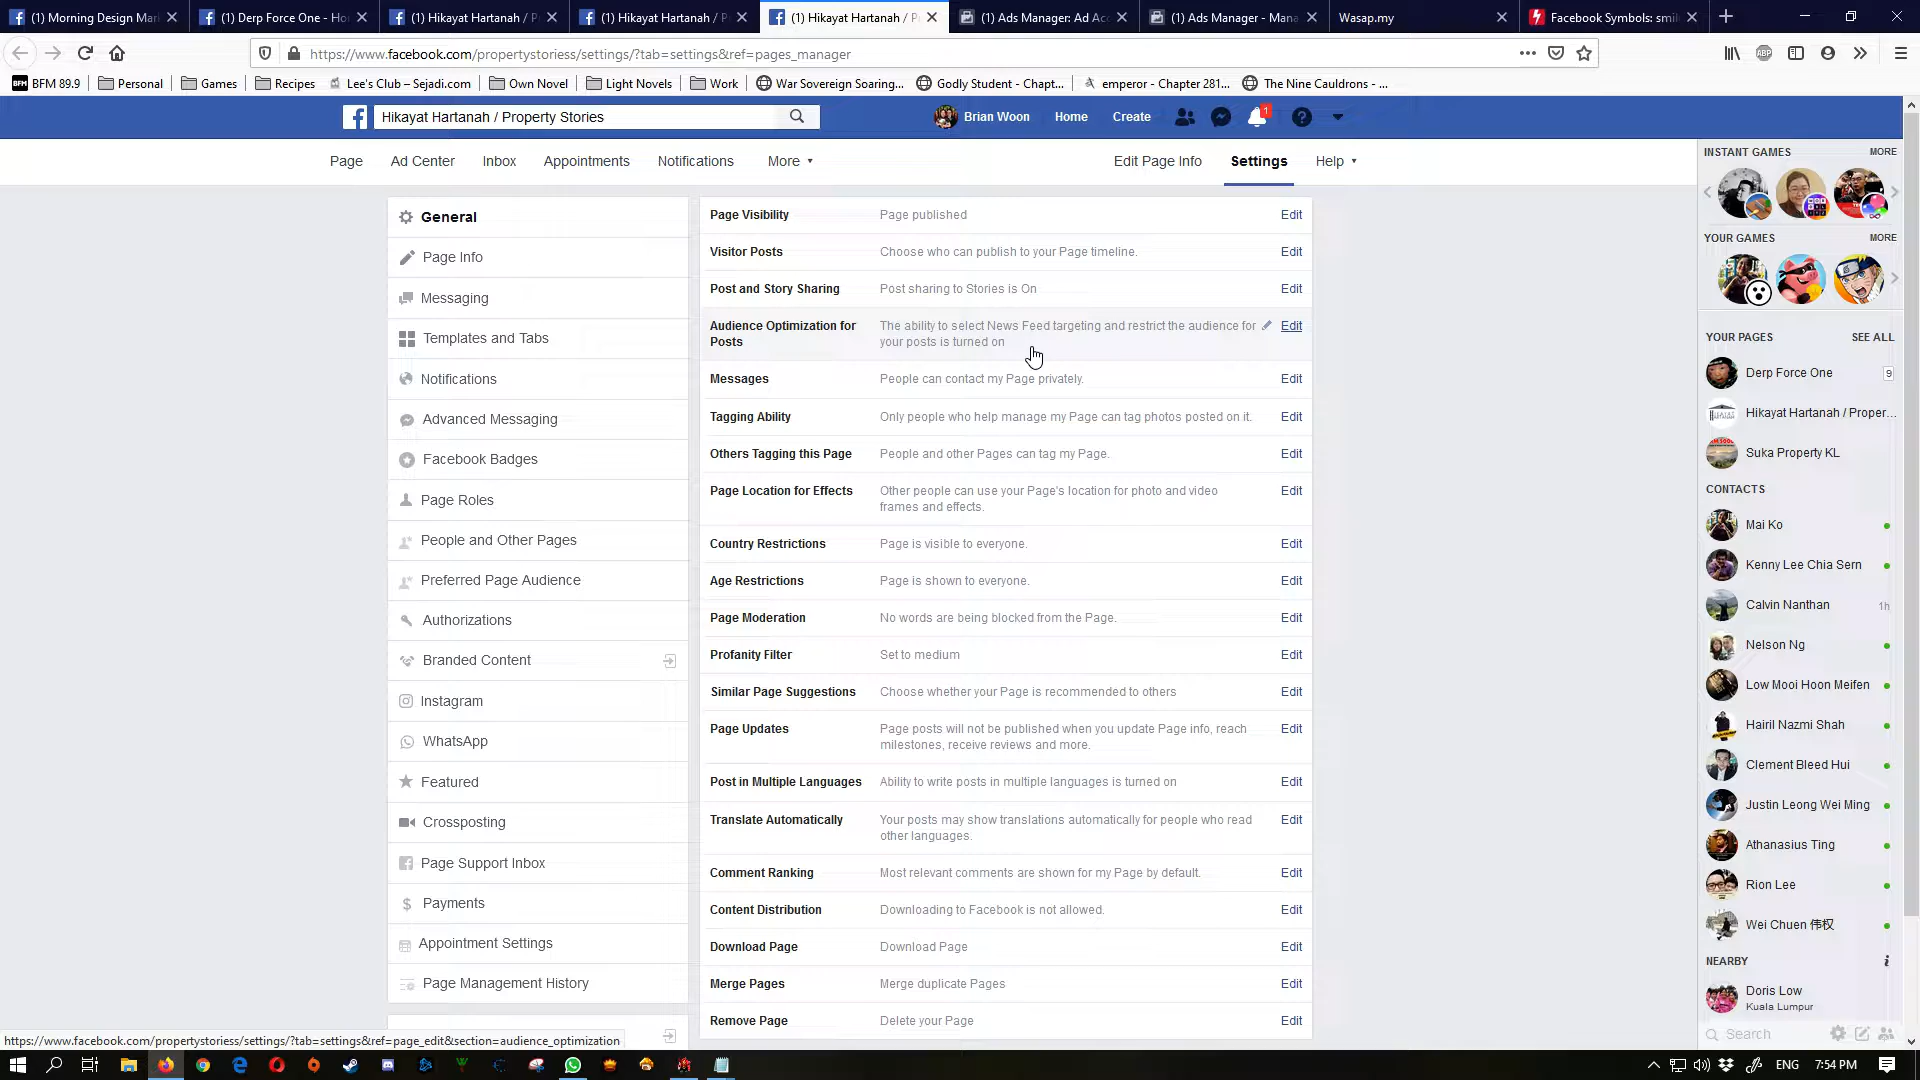 (1) Morning Design Mar
(1) Derp Force One - Ho
(1) Hikayat Hartanah / P
(1) Hikayat Hartanah / P
(1) Hikayat Hartanah / P
(1) Ads Manager: Ad Acc
(1) Ads Manager - Mana
Wasap.my
Facebook Symbols: smil
https://www.facebook.com/propertystoriess/settings/?tab=settings&ref=pages_manager
BFM 89.9 Personal Games Recipes Lee's Club – Sejadi.com Own Novel Light Novels Work War Sovereign Soaring... Godly Student - Chapt... emperor - Chapter 281... The Nine Cauldrons - ...
Hikayat Hartanah / Property Stories
Brian Woon Home Create 1
Page Ad Center Inbox Appointments Notifications More Edit Page Info Settings Help
General
Page Info
Messaging
Templates and Tabs
Notifications
Advanced Messaging
Facebook Badges
Page Roles
People and Other Pages
Preferred Page Audience
Authorizations
Branded Content
Instagram
WhatsApp
Featured
Crossposting
Page Support Inbox
Payments
Appointment Settings
Page Management History
Page Visibility Page published Edit
Visitor Posts Choose who can publish to your Page timeline. Edit
Post and Story Sharing Post sharing to Stories is On Edit
Audience Optimization for Posts The ability to select News Feed targeting and restrict the audience for Edit
your posts is turned on
Messages People can contact my Page privately. Edit
Tagging Ability Only people who help manage my Page can tag photos posted on it. Edit
Others Tagging this Page People and other Pages can tag my Page. Edit
Page Location for Effects Other people can use your Page's location for photo and video Edit
frames and effects.
Country Restrictions Page is visible to everyone. Edit
Age Restrictions Page is shown to everyone. Edit
Page Moderation No words are being blocked from the Page. Edit
Profanity Filter Set to medium Edit
Similar Page Suggestions Choose whether your Page is recommended to others Edit
Page Updates Page posts will not be published when you update Page info, reach Edit
milestones, receive reviews and more.
Post in Multiple Languages Ability to write posts in multiple languages is turned on Edit
Translate Automatically Your posts may show translations automatically for people who read Edit
other languages.
Comment Ranking Most relevant comments are shown for my Page by default. Edit
Content Distribution Downloading to Facebook is not allowed. Edit
Download Page Download Page Edit
Merge Pages Merge duplicate Pages Edit
Remove Page Delete your Page Edit
INSTANT GAMES MORE
YOUR GAMES MORE
YOUR PAGES SEE ALL
Derp Force One 9
Hikayat Hartanah / Proper...
Suka Property KL
CONTACTS
Mai Ko
Kenny Lee Chia Sern
Calvin Nanthan 1h
Nelson Ng
Low Mooi Hoon Meifen
Hairil Nazmi Shah
Clement Bleed Hui
Justin Leong Wei Ming
Athanasius Ting
Rion Lee
Wei Chuen 伟权
NEARBY
Doris Low
Kuala Lumpur
Search
https://www.facebook.com/propertystoriess/settings/?tab=settings&ref=page_edit&section=audience_optimization
ENG 7:54 PM